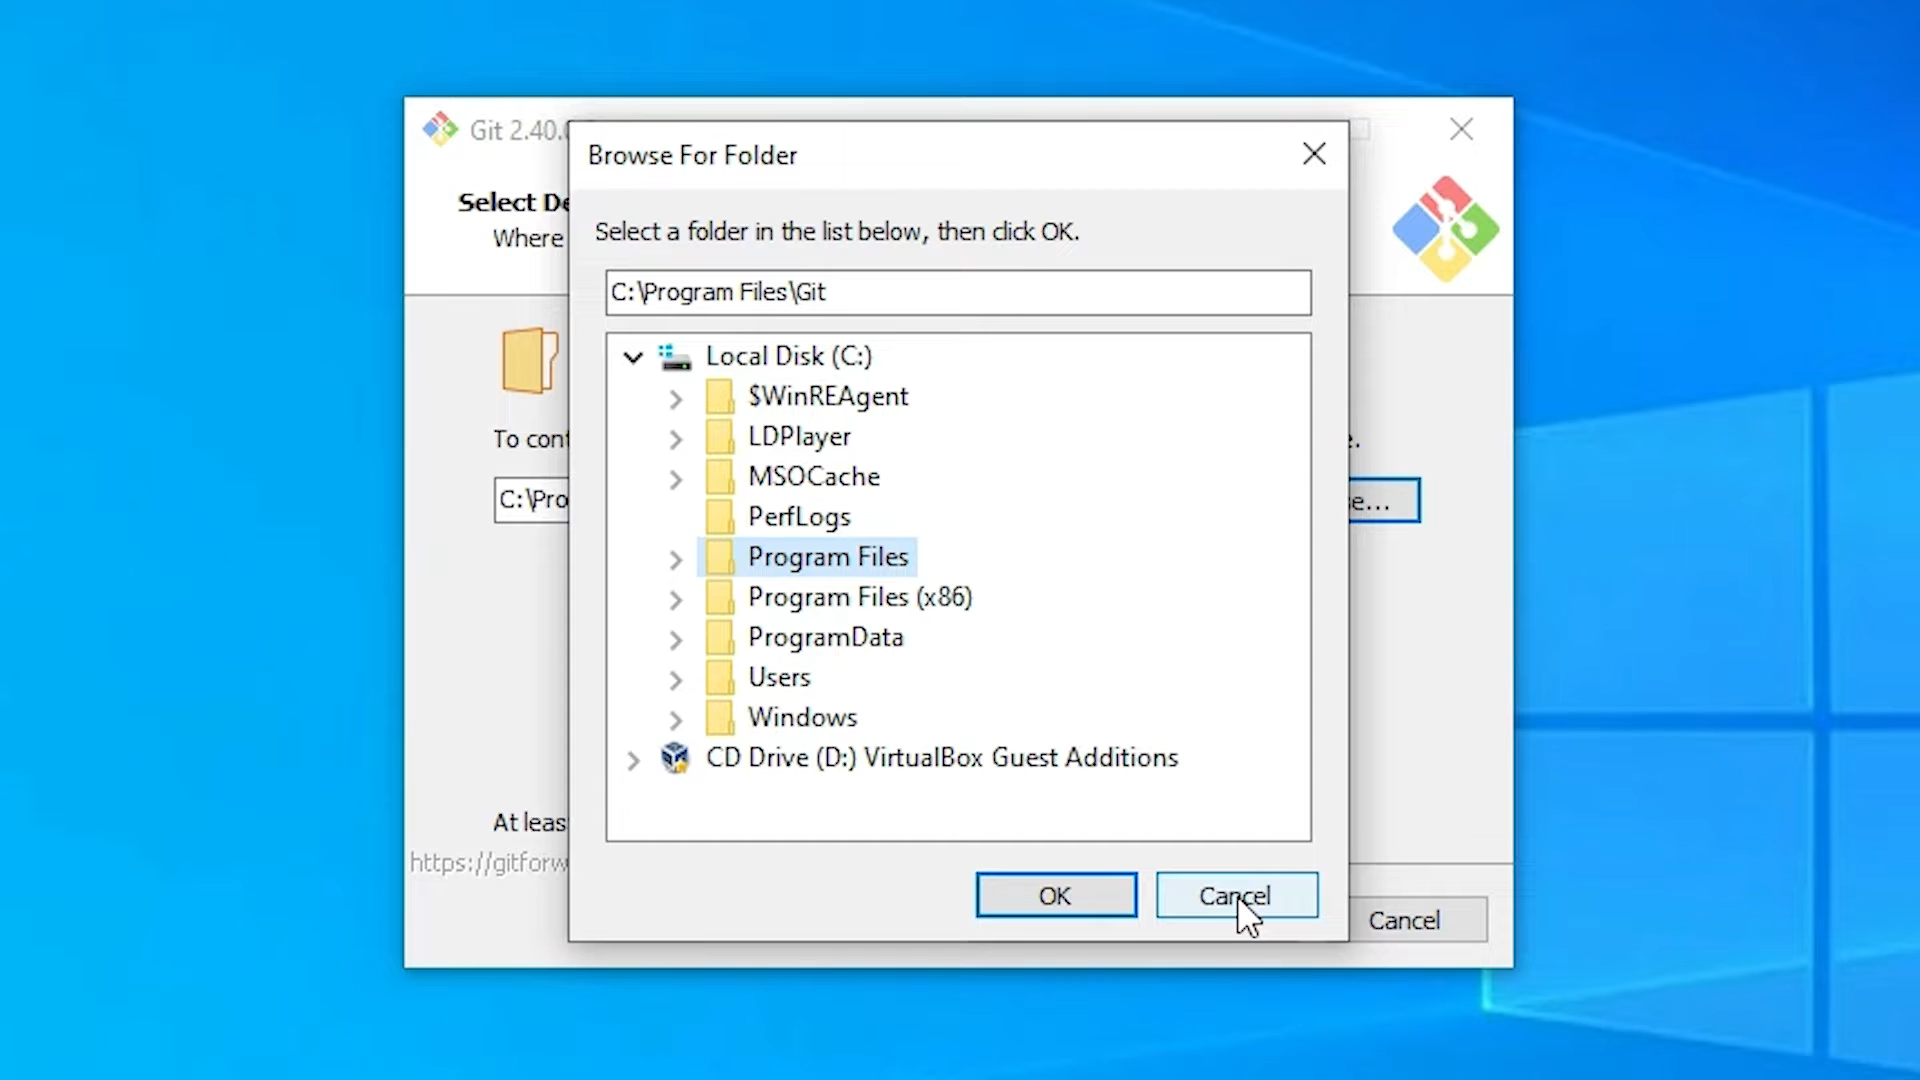 Git 2.40.
Browse For Folder
Select De
Where
Select a folder in the list below, then click OK.
C:\Program Files\Git
Local Disk (C:)
$WinREAgent
LDPlayer
MSOCache
PerfLogs
Program Files
Program Files (x86)
ProgramData
Users
Windows
CD Drive (D:) VirtualBox Guest Additions
To cont
e.
C:\Pro
e...
At leas
https://gitforw
OK
Cancel
Cancel